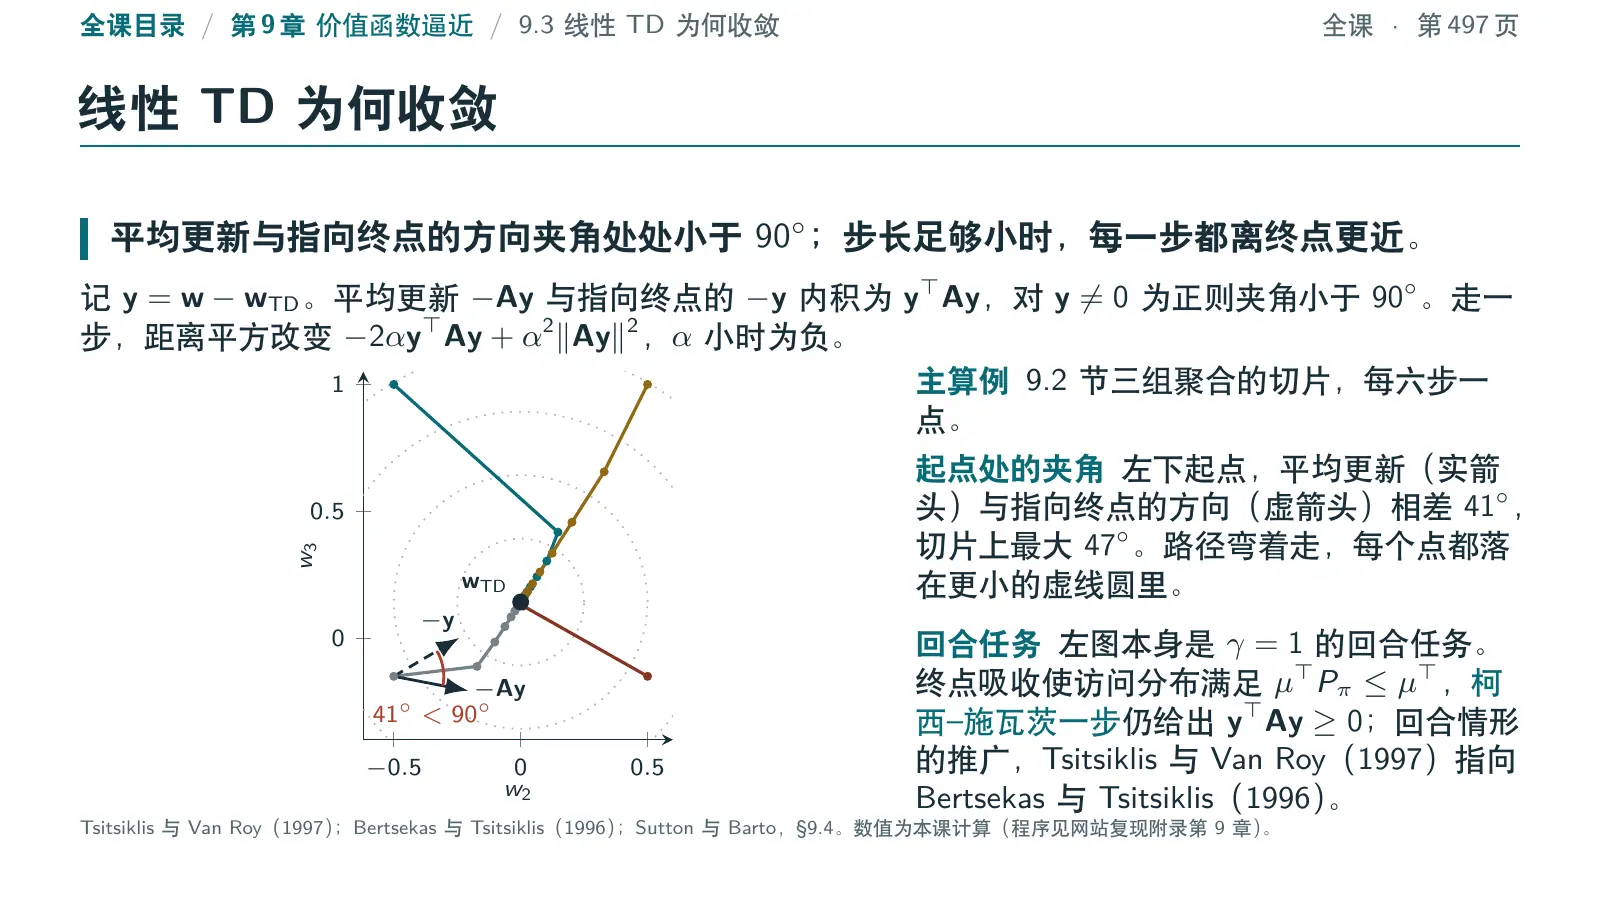 全课目录 / 第 9 章 价值函数逼近 / 9.3 线性 TD 为何收敛
全课 · 第 497 页
线性 TD 为何收敛
平均更新与指向终点的方向夹角处处小于 90°；步长足够小时，每一步都离终点更近。
记 y = w − w_TD。平均更新 −Ay 与指向终点的 −y 内积为 y⊤Ay，对 y ≠ 0 为正则夹角小于 90°。走一
步，距离平方改变 −2αy⊤Ay + α²‖Ay‖²，α 小时为负。
1
0.5
0
w₃
w_TD
−y
−Ay
41° < 90°
−0.5 0 0.5
w₂
主算例 9.2 节三组聚合的切片，每六步一
点。
起点处的夹角 左下起点，平均更新（实箭
头）与指向终点的方向（虚箭头）相差 41°，
切片上最大 47°。路径弯着走，每个点都落
在更小的虚线圆里。
回合任务 左图本身是 γ = 1 的回合任务。
终点吸收使访问分布满足 μ⊤P_π ≤ μ⊤，柯
西–施瓦茨一步仍给出 y⊤Ay ≥ 0；回合情形
的推广，Tsitsiklis 与 Van Roy（1997）指向
Bertsekas 与 Tsitsiklis（1996）。
Tsitsiklis 与 Van Roy（1997）；Bertsekas 与 Tsitsiklis（1996）；Sutton 与 Barto，§9.4。数值为本课计算（程序见网站复现附录第 9 章）。